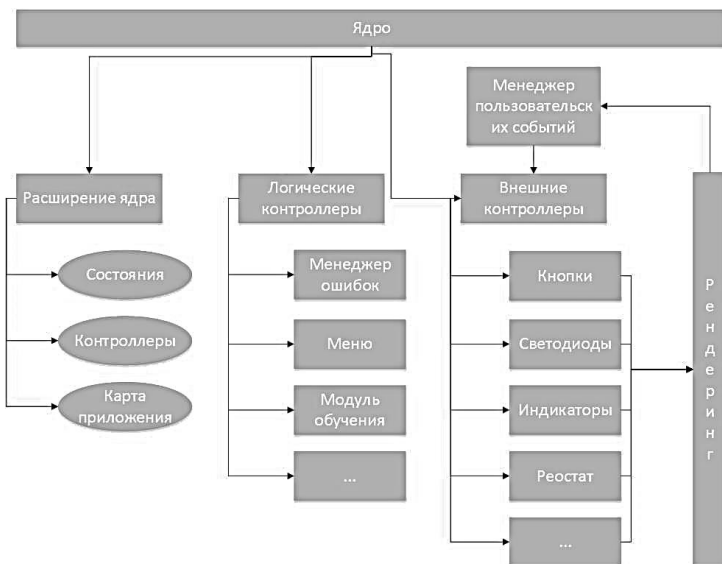 Ядро
Менеджер
пользовательск
их событий
Расширение ядра
Логические
контроллеры
Внешние
контроллеры
Состояния
Контроллеры
Карта
приложения
Менеджер
ошибок
Меню
Модуль
обучения
...
Кнопки
Светодиоды
Индикаторы
Реостат
...
Рендеринг